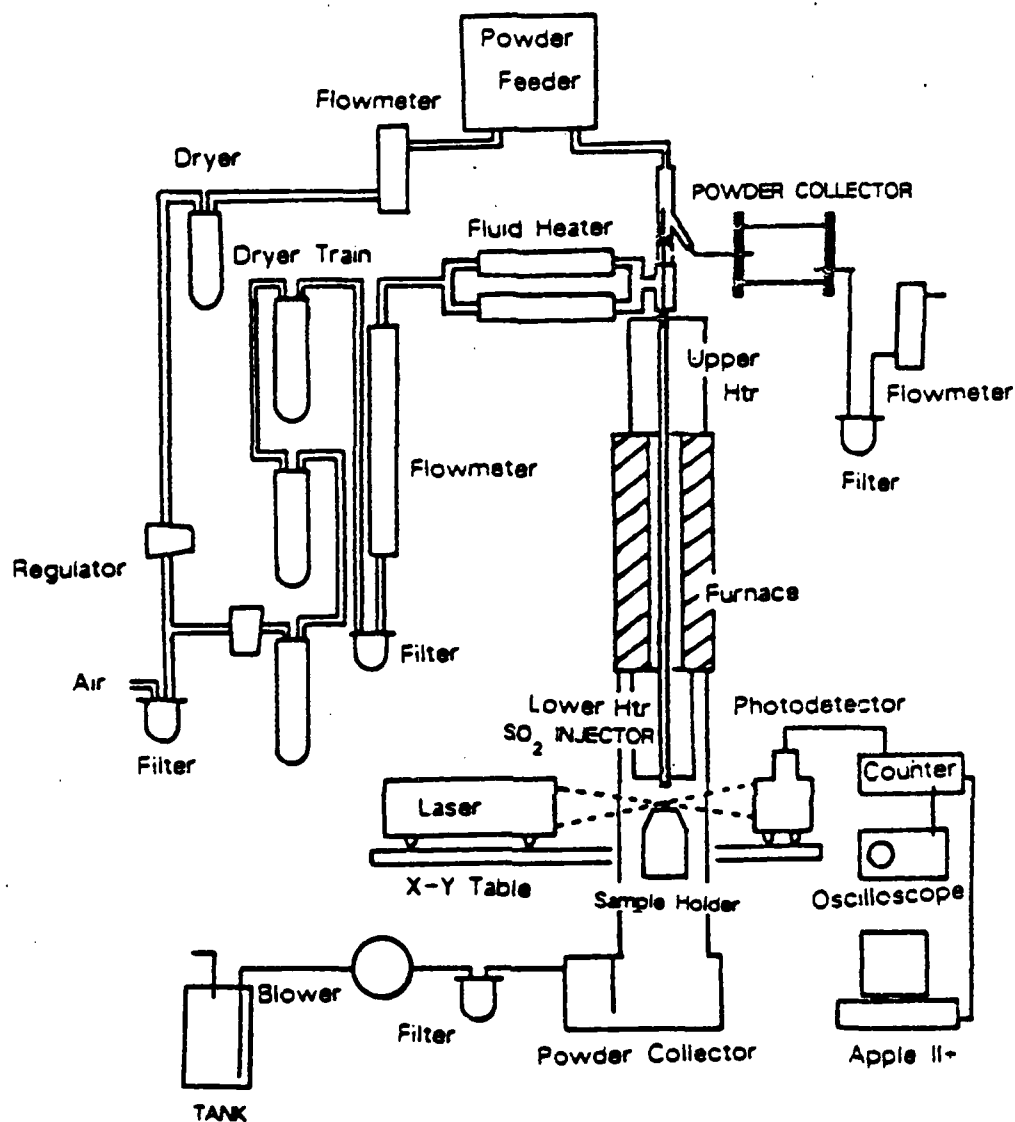 Powder
Feeder
Flowmeter
Dryer
POWDER COLLECTOR
Fluid Heater
Dryer Train
Upper
Htr
Flowmeter
Flowmeter
Filter
Regulator
Furnace
Filter
Air
Lower Htr
Photodetector
SO₂ INJECTOR
Filter
Counter
Laser
X-Y Table
Sample Holder
Oscilloscope
Blower
Filter
Powder Collector
Apple II+
TANK